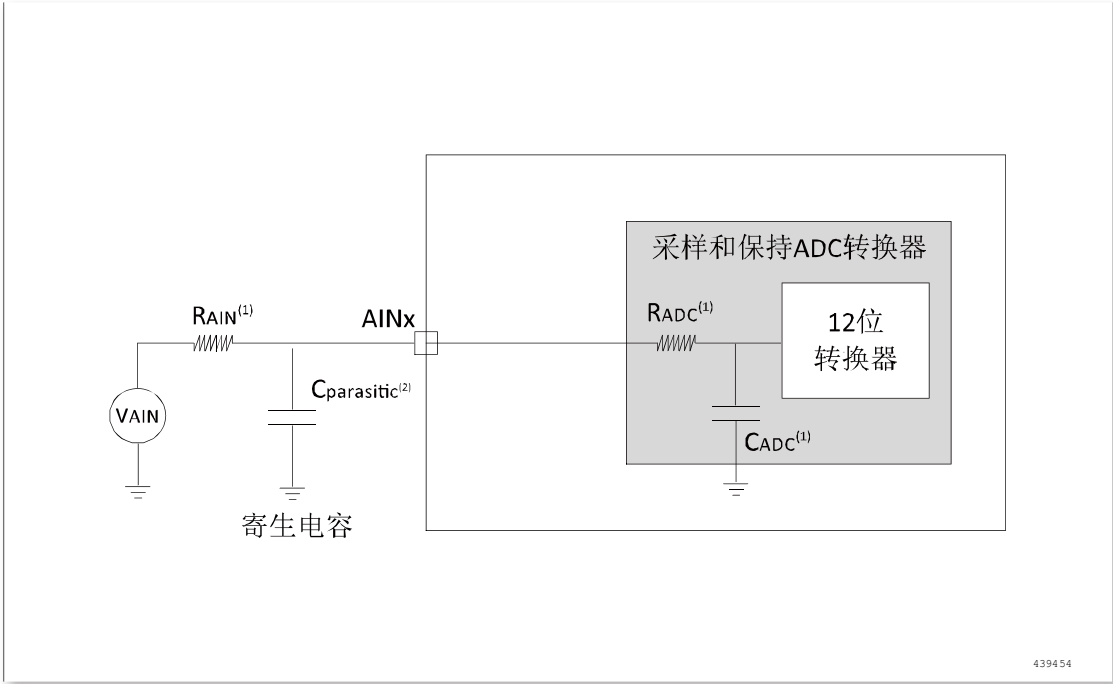 采样和保持ADC转换器
RAIN(1)
AINx
RADC(1)
12位
转换器
Cparasitic(2)
VAIN
CADC(1)
寄生电容
439454